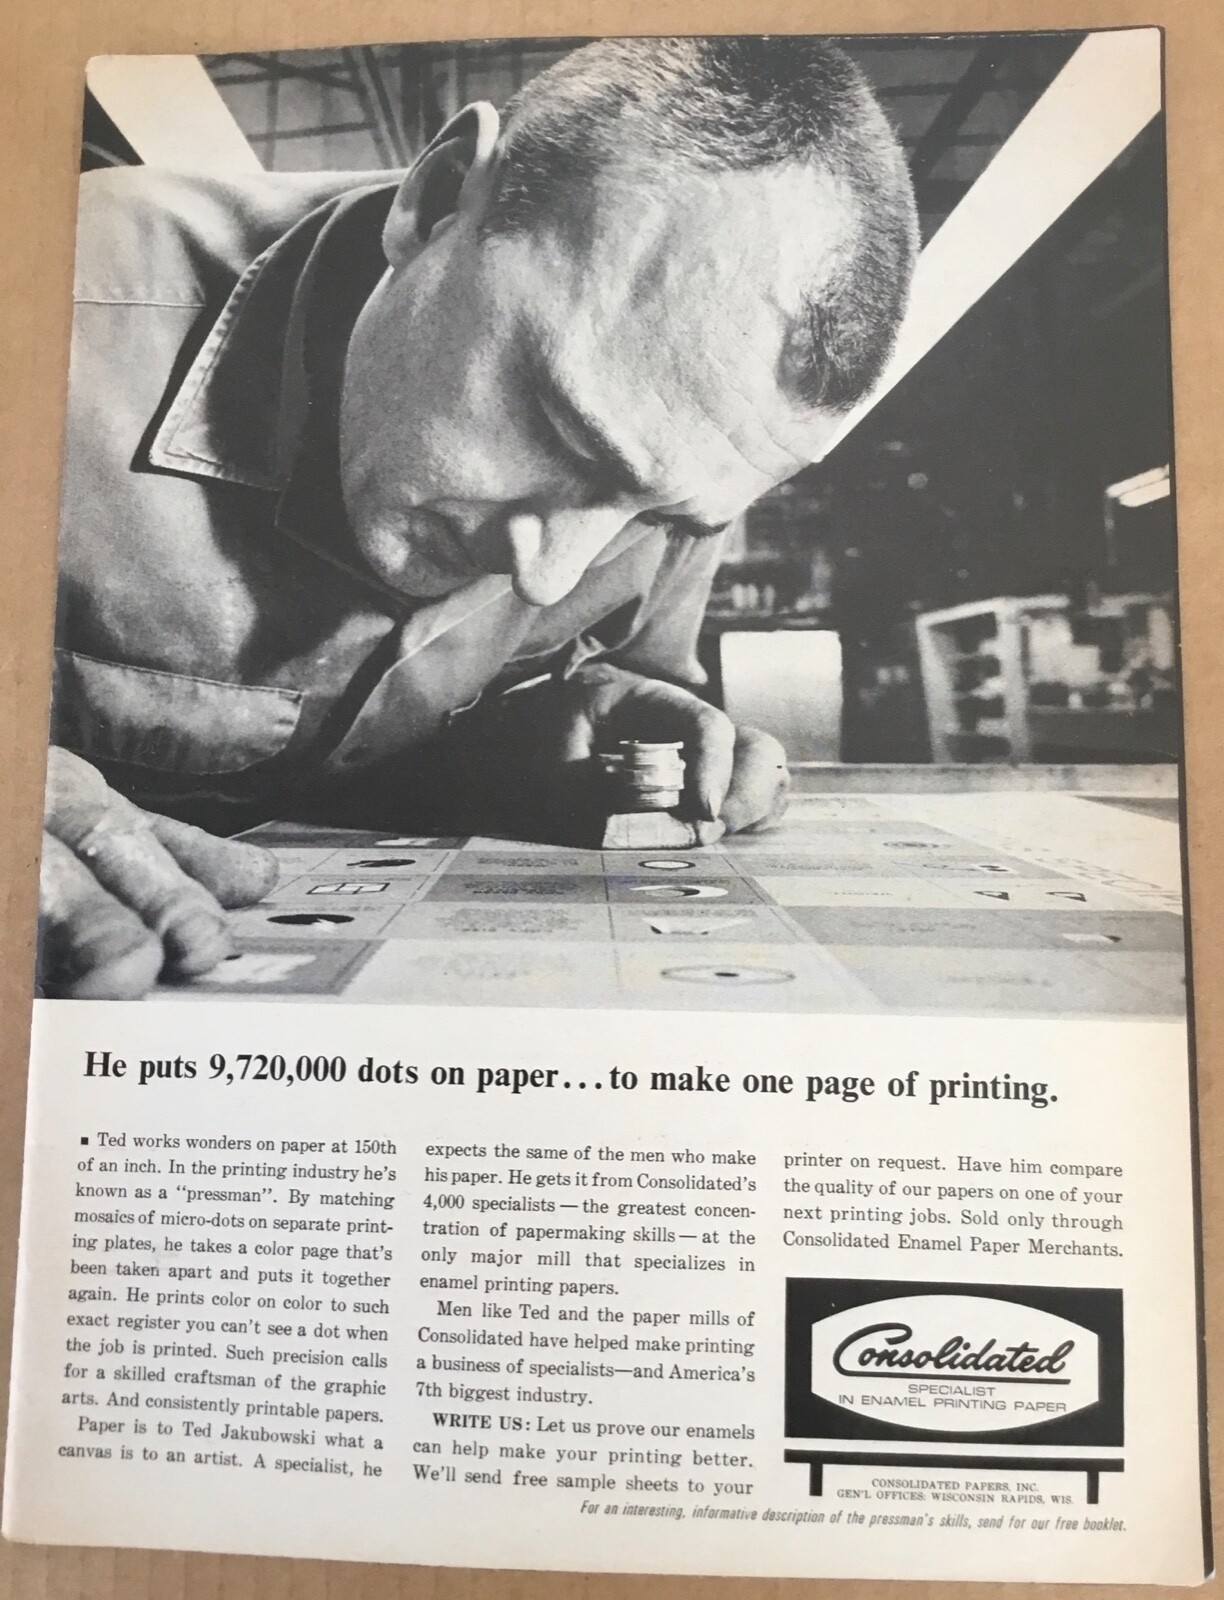 He puts 9,720,000 dots on paper...to make one page of printing.
▪ Ted works wonders on paper at 150th
of an inch. In the printing industry he's
known as a "pressman". By matching
mosaics of micro-dots on separate print-
ing plates, he takes a color page that's
been taken apart and puts it together
again. He prints color on color to such
exact register you can't see a dot when
the job is printed. Such precision calls
for a skilled craftsman of the graphic
arts. And consistently printable papers.
Paper is to Ted Jakubowski what a
canvas is to an artist. A specialist, he
expects the same of the men who make
his paper. He gets it from Consolidated's
4,000 specialists — the greatest concen-
tration of papermaking skills — at the
only major mill that specializes in
enamel printing papers.
Men like Ted and the paper mills of
Consolidated have helped make printing
a business of specialists—and America's
7th biggest industry.
WRITE US: Let us prove our enamels
can help make your printing better.
We'll send free sample sheets to your
printer on request. Have him compare
the quality of our papers on one of your
next printing jobs. Sold only through
Consolidated Enamel Paper Merchants.
Consolidated
SPECIALIST
IN ENAMEL PRINTING PAPER
CONSOLIDATED PAPERS, INC.
GEN'L OFFICES: WISCONSIN RAPIDS, WIS.
For an interesting, informative description of the pressman's skills, send for our free booklet.